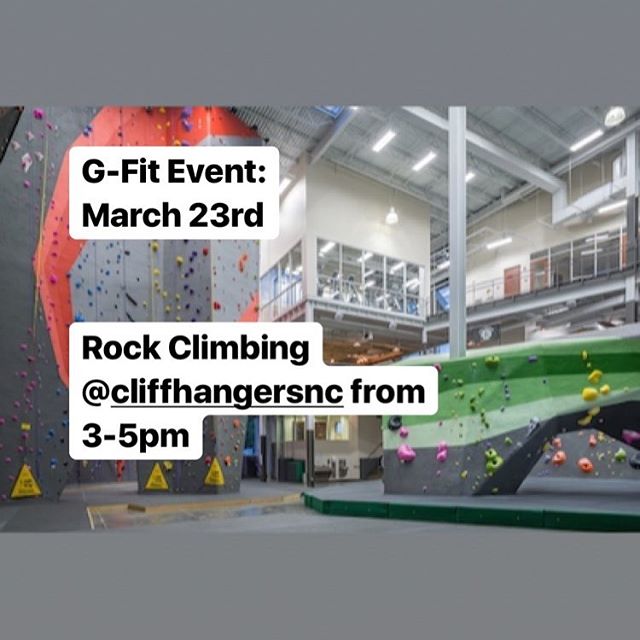 G-Fit Event:
March 23rd
Rock Climbing
@cliffhangersnc from
3-5pm